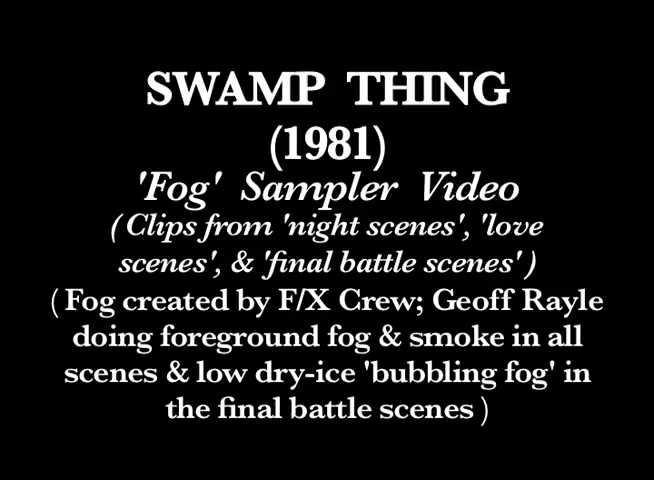 SWAMP THING
(1981)
'Fog' Sampler Video
(Clips from 'night scenes', 'love
scenes', & 'final battle scenes')
(Fog created by F/X Crew; Geoff Rayle
doing foreground fog & smoke in all
scenes & low dry-ice 'bubbling fog' in
the final battle scenes)